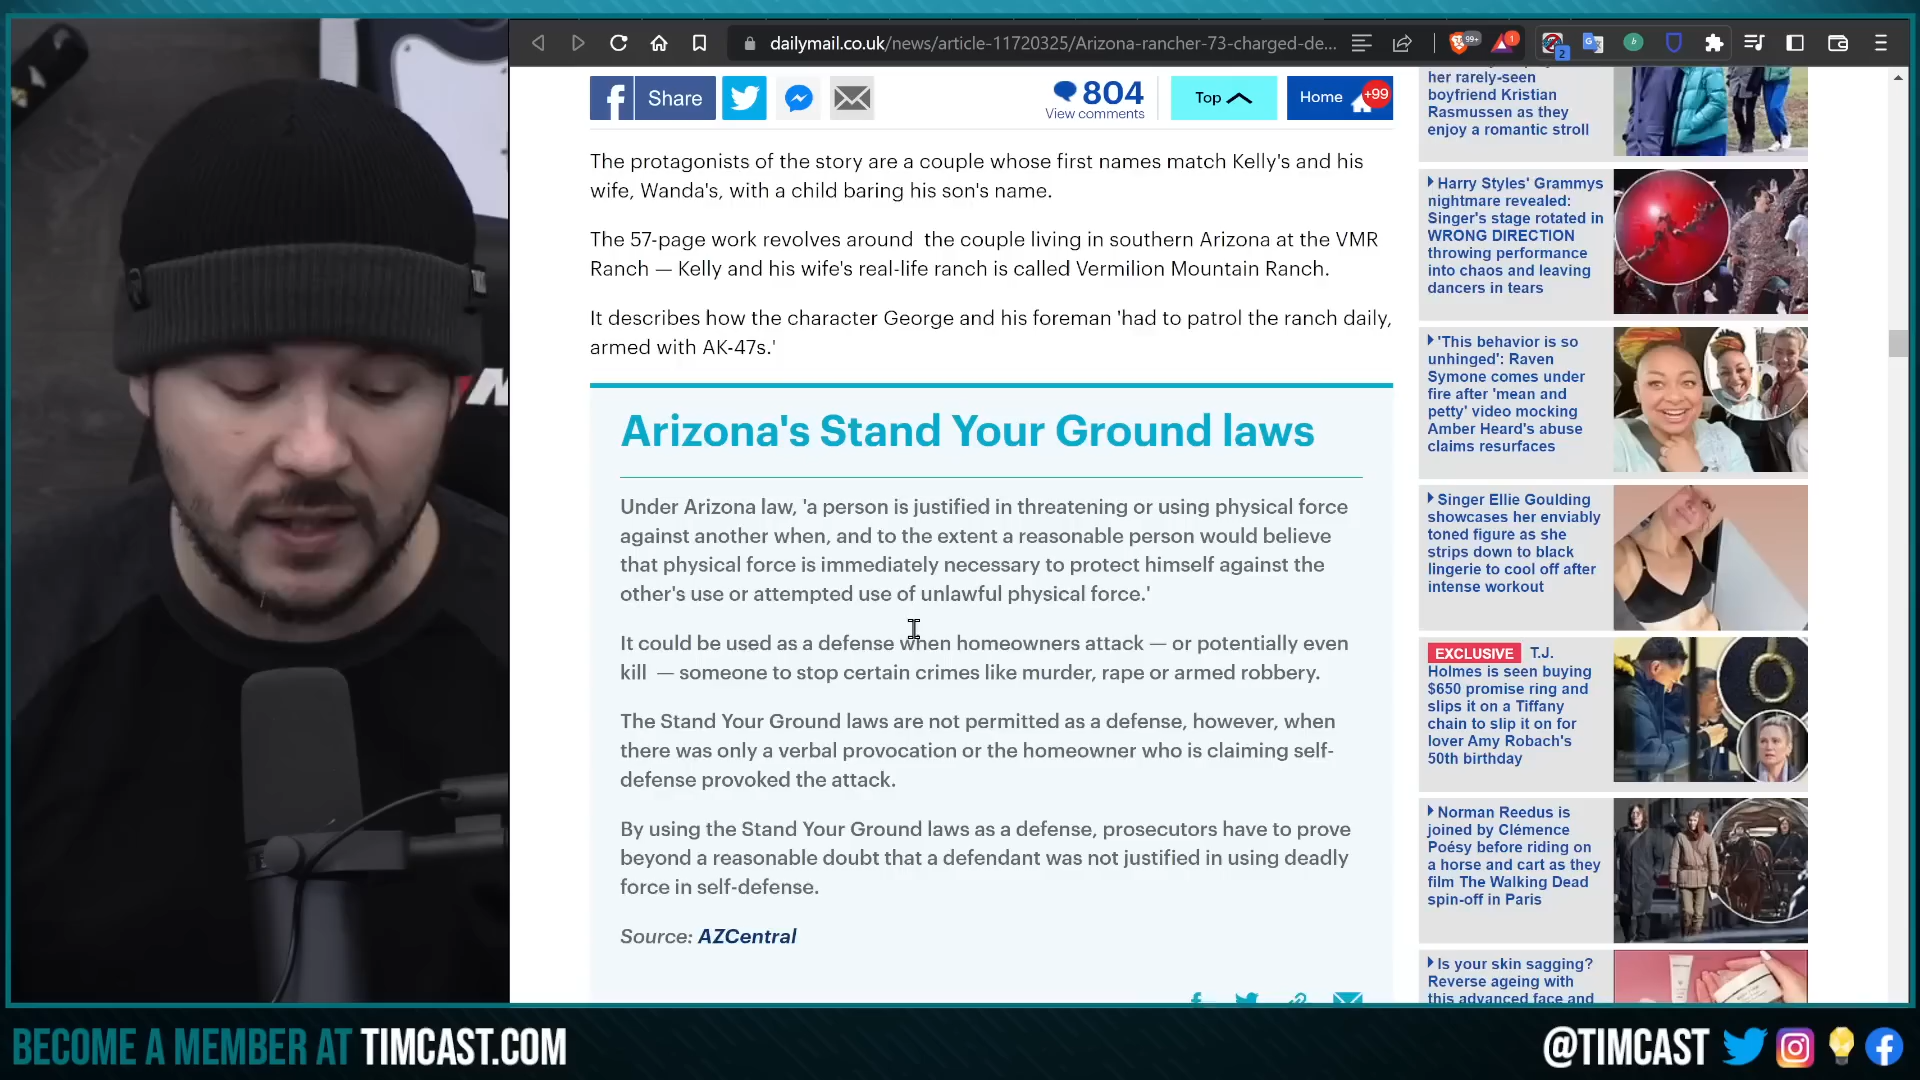 dailymail.co.uk/news/article-11720325/Arizona-rancher-73-charged-de...
99+
1
2
b
f Share
804
View comments
Top
Home
+99
The protagonists of the story are a couple whose first names match Kelly's and his
wife, Wanda's, with a child baring his son's name.
The 57-page work revolves around the couple living in southern Arizona at the VMR
Ranch — Kelly and his wife's real-life ranch is called Vermilion Mountain Ranch.
It describes how the character George and his foreman 'had to patrol the ranch daily,
armed with AK-47s.'
Arizona's Stand Your Ground laws
Under Arizona law, 'a person is justified in threatening or using physical force
against another when, and to the extent a reasonable person would believe
that physical force is immediately necessary to protect himself against the
other's use or attempted use of unlawful physical force.'
It could be used as a defense when homeowners attack — or potentially even
kill — someone to stop certain crimes like murder, rape or armed robbery.
The Stand Your Ground laws are not permitted as a defense, however, when
there was only a verbal provocation or the homeowner who is claiming self-
defense provoked the attack.
By using the Stand Your Ground laws as a defense, prosecutors have to prove
beyond a reasonable doubt that a defendant was not justified in using deadly
force in self-defense.
Source: AZCentral
her rarely-seen
boyfriend Kristian
Rasmussen as they
enjoy a romantic stroll
Harry Styles' Grammys
nightmare revealed:
Singer's stage rotated in
WRONG DIRECTION
throwing performance
into chaos and leaving
dancers in tears
'This behavior is so
unhinged': Raven
Symone comes under
fire after 'mean and
petty' video mocking
Amber Heard's abuse
claims resurfaces
Singer Ellie Goulding
showcases her enviably
toned figure as she
strips down to black
lingerie to cool off after
intense workout
EXCLUSIVE T.J.
Holmes is seen buying
$650 promise ring and
slips it on a Tiffany
chain to slip it on for
lover Amy Robach's
50th birthday
Norman Reedus is
joined by Clémence
Poésy before riding on
a horse and cart as they
film The Walking Dead
spin-off in Paris
Is your skin sagging?
Reverse ageing with
this advanced face and
BECOME A MEMBER AT TIMCAST.COM
@TIMCAST